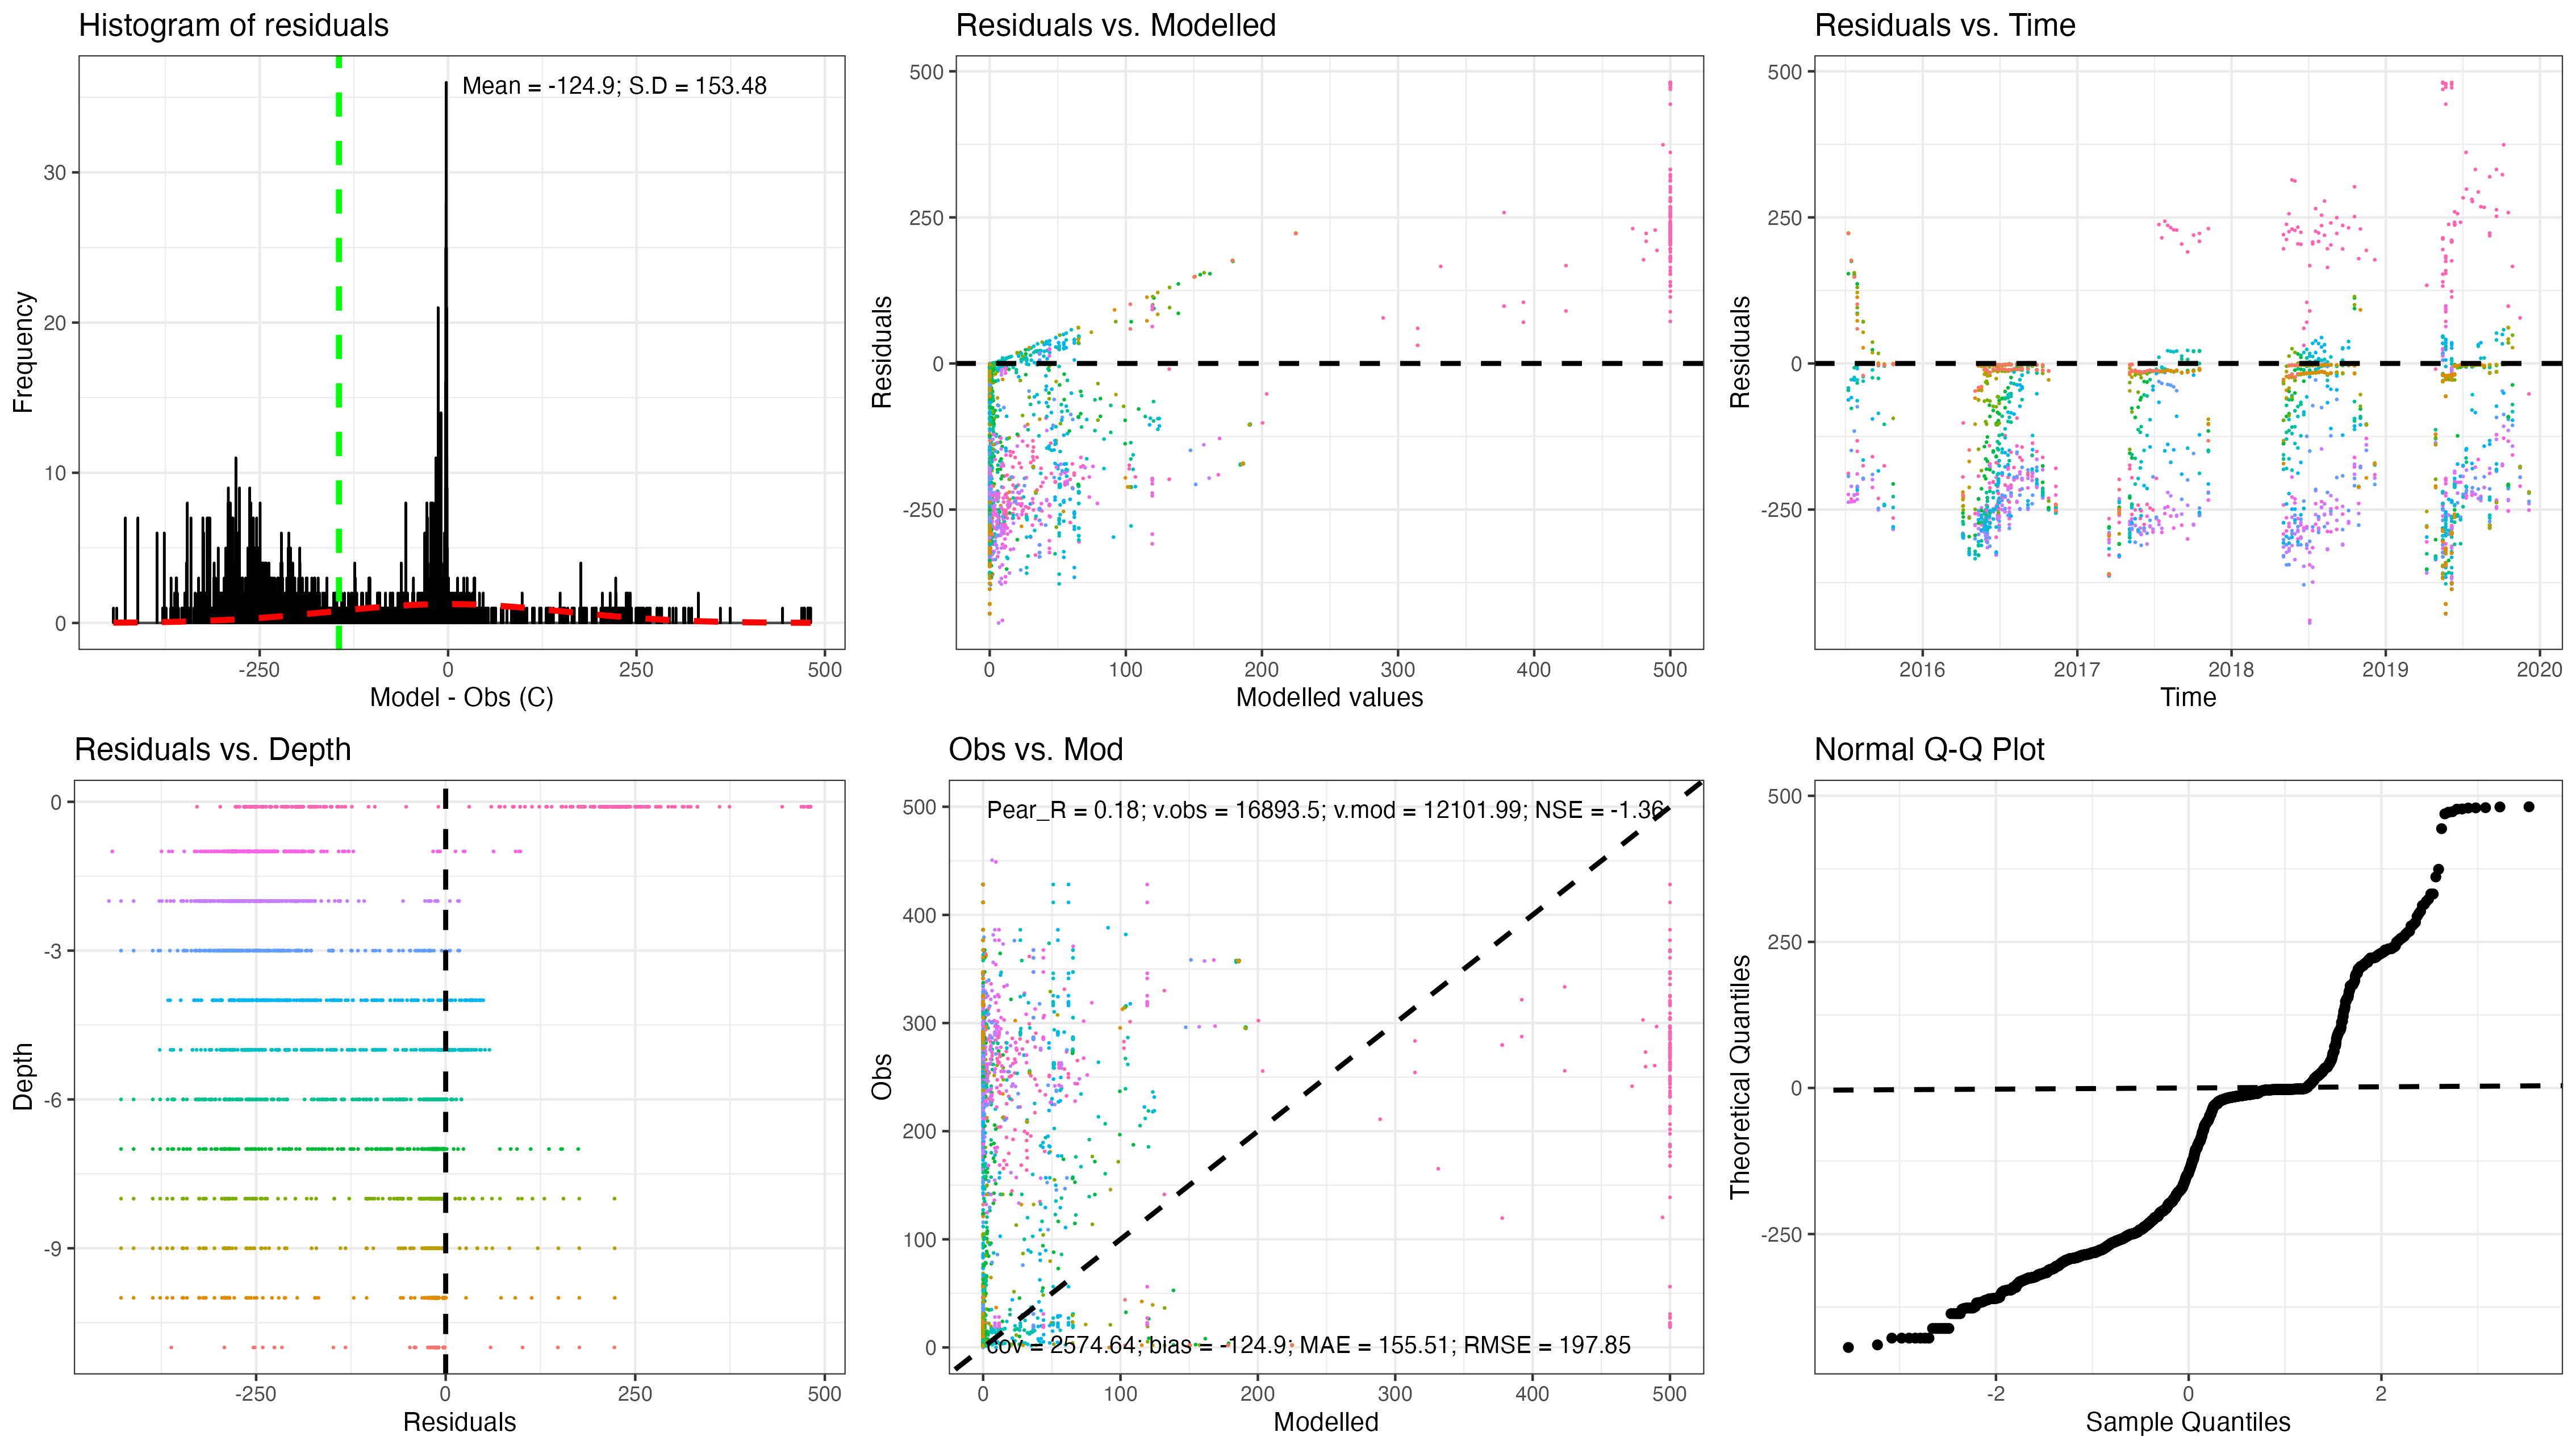 Histogram of residuals
Mean = -124.9; S.D = 153.48
Frequency
30
20
10
0
-250
0
250
500
Model - Obs (C)
Residuals vs. Modelled
Residuals
500
250
0
-250
0
100
200
300
400
500
Modelled values
Residuals vs. Time
Residuals
500
250
0
-250
2016
2017
2018
2019
2020
Time
Residuals vs. Depth
Depth
0
-3
-6
-9
-250
0
250
500
Residuals
Obs vs. Mod
Pear_R = 0.18; v.obs = 16893.5; v.mod = 12101.99; NSE = -1.36
Obs
500
400
300
200
100
0
cov = 2574.64; bias = -124.9; MAE = 155.51; RMSE = 197.85
0
100
200
300
400
500
Modelled
Normal Q-Q Plot
Theoretical Quantiles
500
250
0
-250
-2
0
2
Sample Quantiles